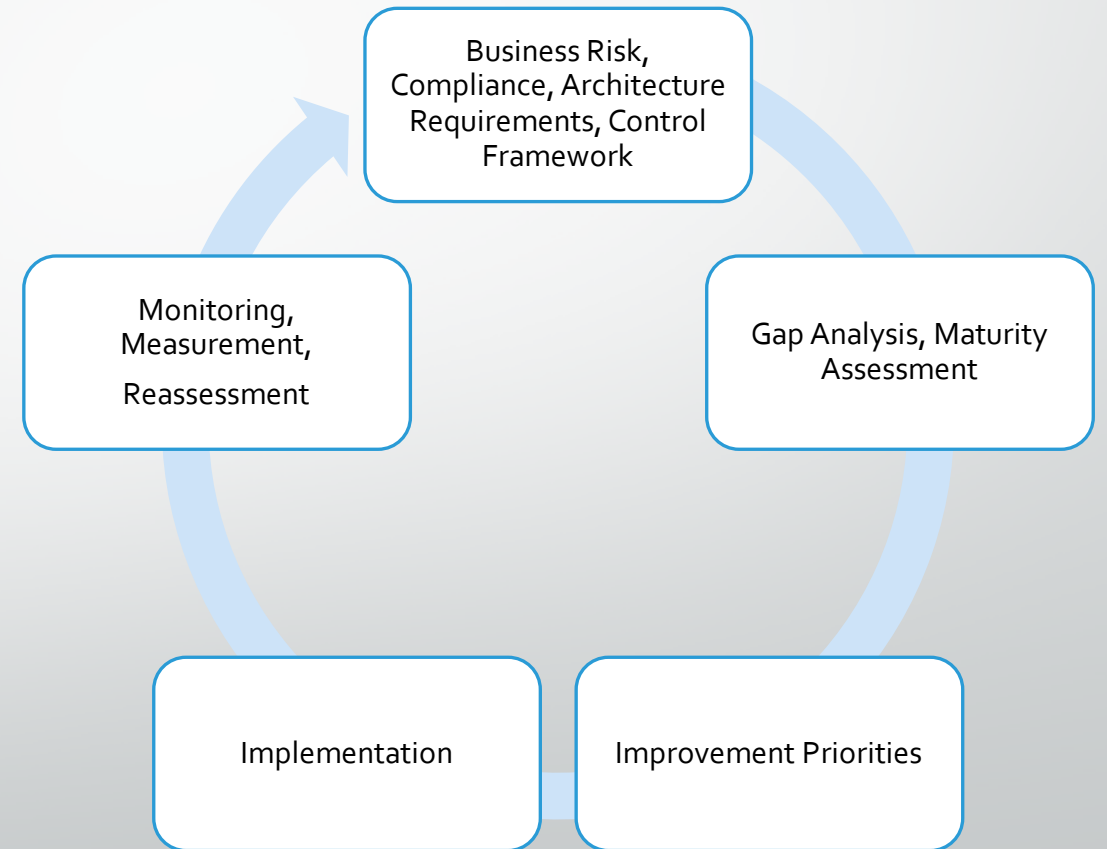 Business Risk,
Compliance, Architecture
Requirements, Control
Framework
Gap Analysis, Maturity
Assessment
Improvement Priorities
Implementation
Monitoring,
Measurement,
Reassessment